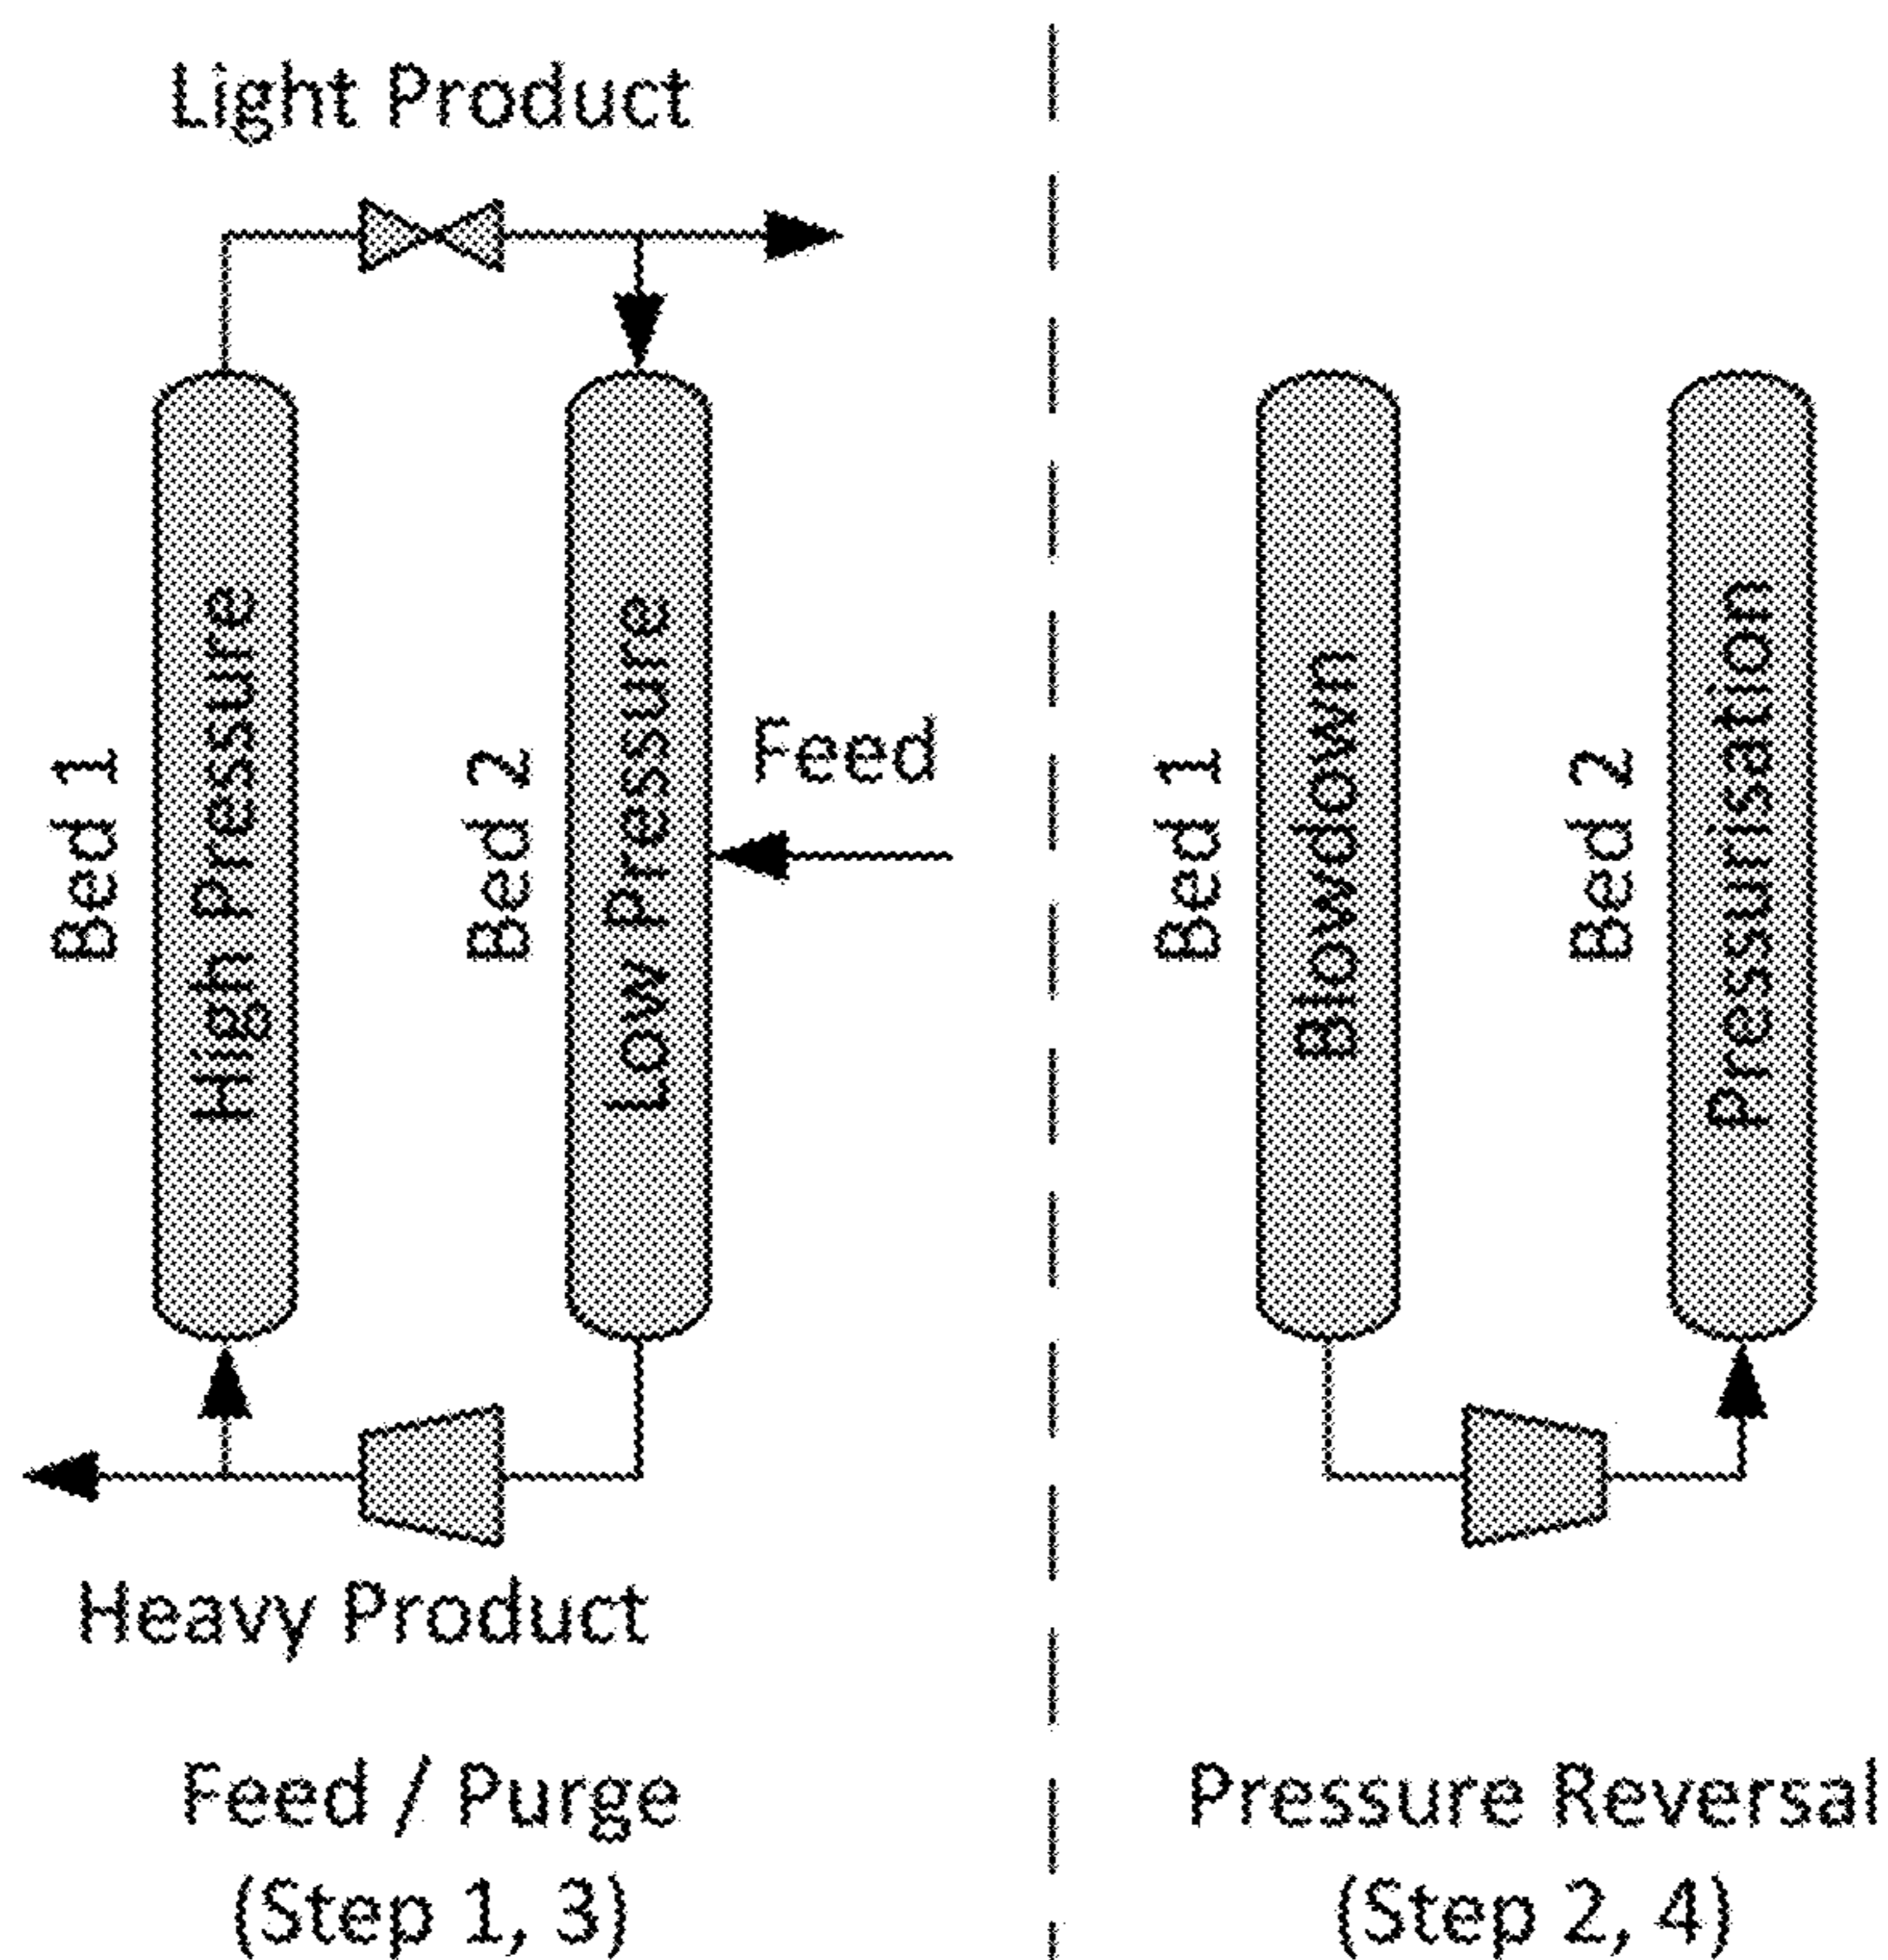 Light Product
Bed 1
High Pressure
Bed 2
Low Pressure
Feed
Heavy Product
Feed / Purge
(Step 1, 3)
Bed 1
Blowdown
Bed 2
Pressurisation
Pressure Reversal
(Step 2, 4)